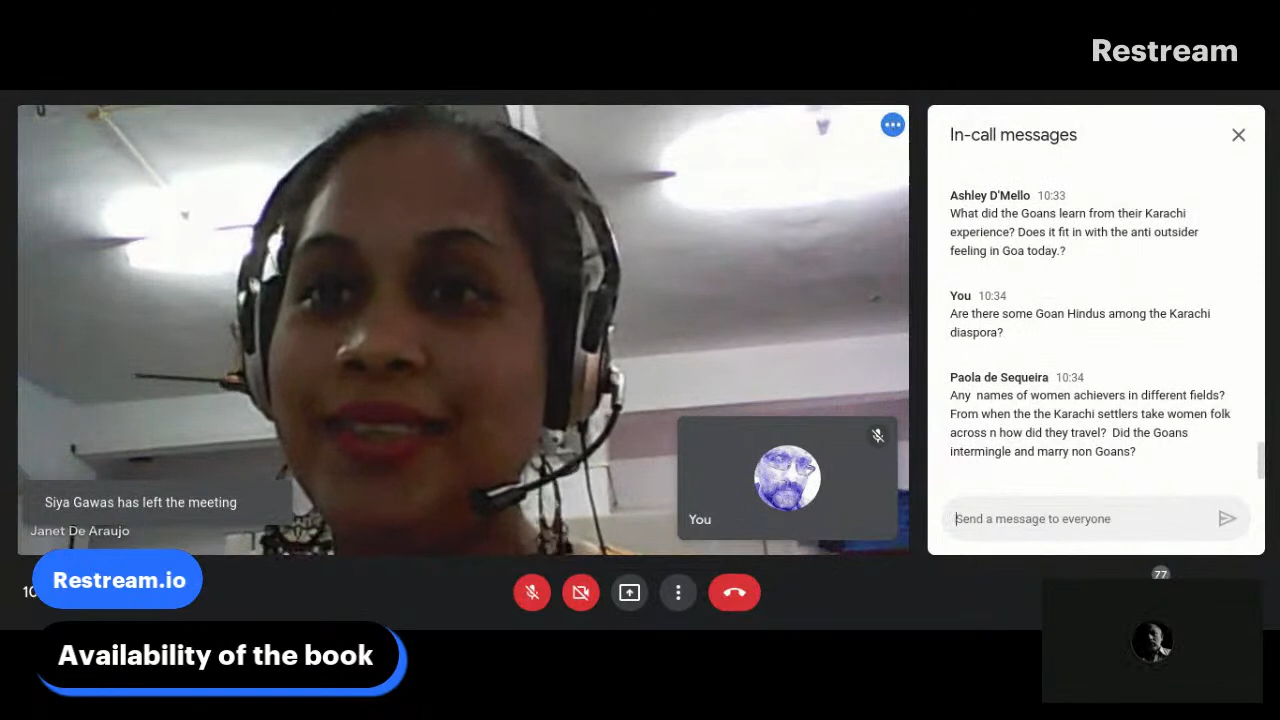 Restream
In-call messages
Ashley D'Mello 10:33
What did the Goans learn from their Karachi
experience? Does it fit in with the anti outsider
feeling in Goa today.?
You 10:34
Are there some Goan Hindus among the Karachi
diaspora?
Paola de Sequeira 10:34
Any names of women achievers in different fields?
From when the the Karachi settlers take women folk
across n how did they travel? Did the Goans
intermingle and marry non Goans?
Send a message to everyone
Siya Gawas has left the meeting
Janet De Araujo
You
Restream.io
77
Availability of the book